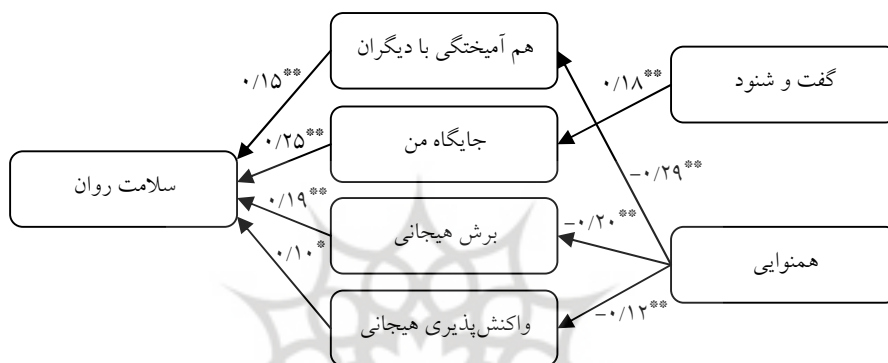 هم آمیختگی با دیگران
گفت و شنود
۰/۱۵**
۰/۱۸**
جایگاه من
۰/۲۵**
سلامت روان
−۰/۲۹**
۰/۱۹**
برش هیجانی
−۰/۲۰**
همنوایی
۰/۱۰*
واکنش‌پذیری هیجانی
−۰/۱۲**